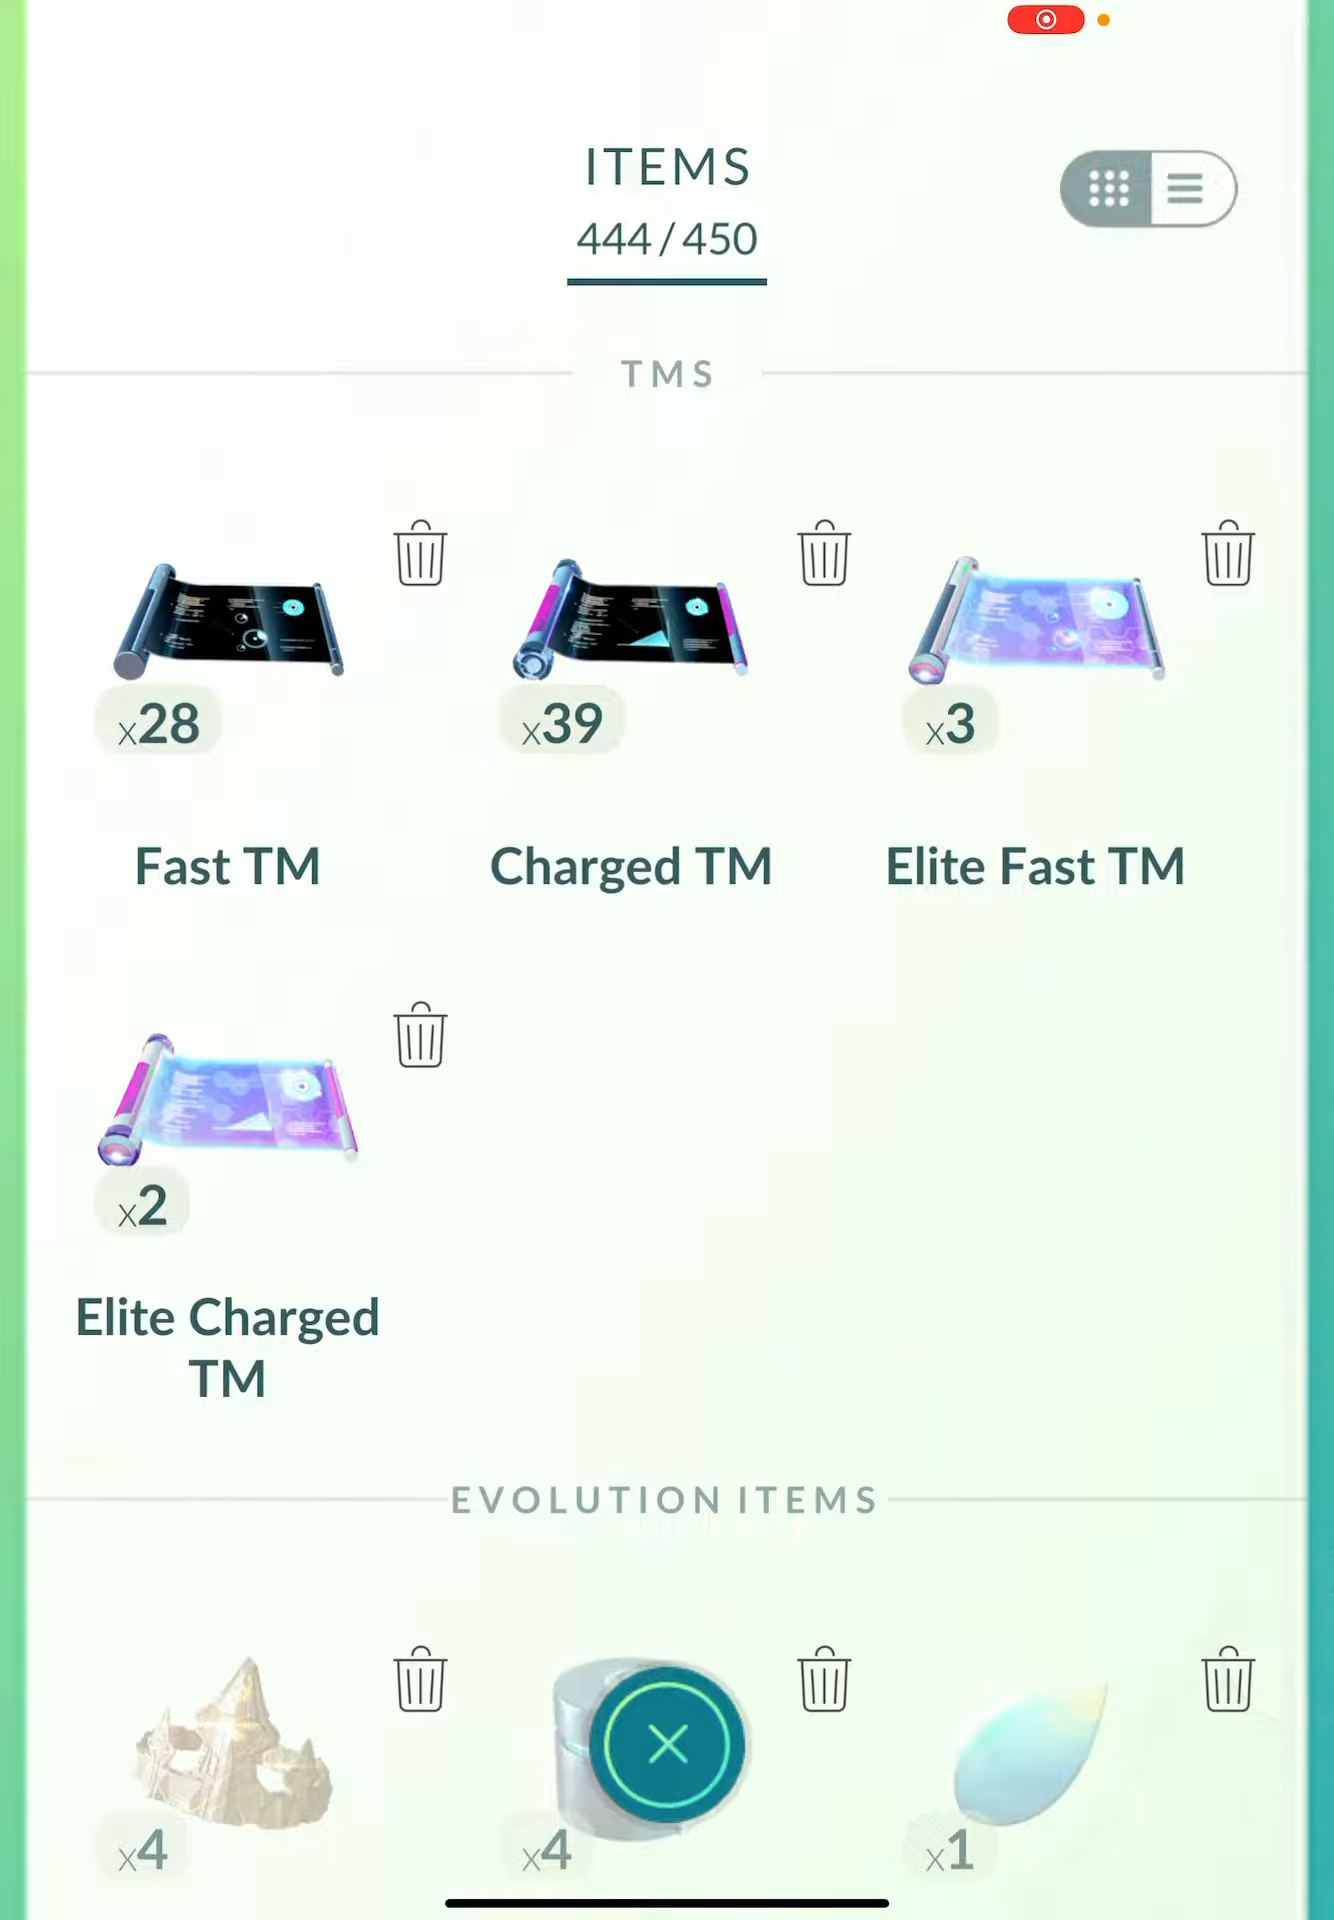 ITEMS
444/450
TMS
x28
x39
x3
Fast TM
Charged TM
Elite Fast TM
x2
Elite Charged
TM
EVOLUTION ITEMS
x4
x4
x1